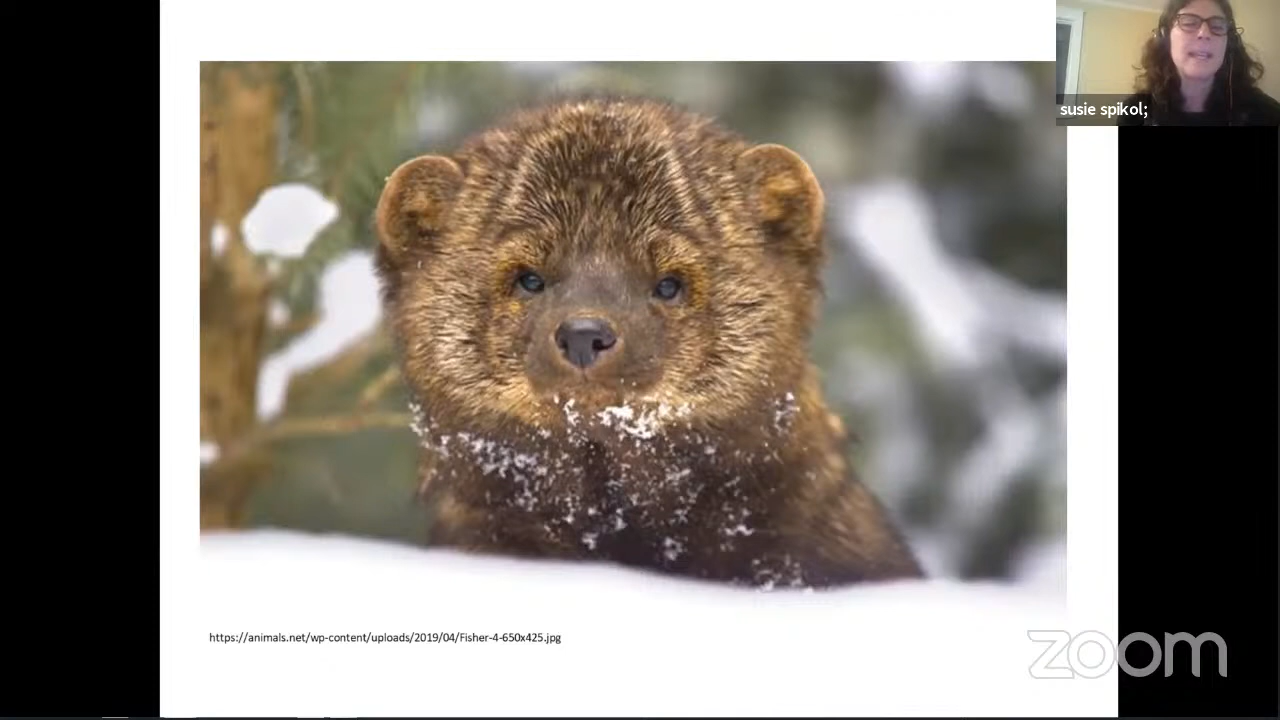 susie spikol;
https://animals.net/wp-content/uploads/2019/04/Fisher-4-650x425.jpg
zoom